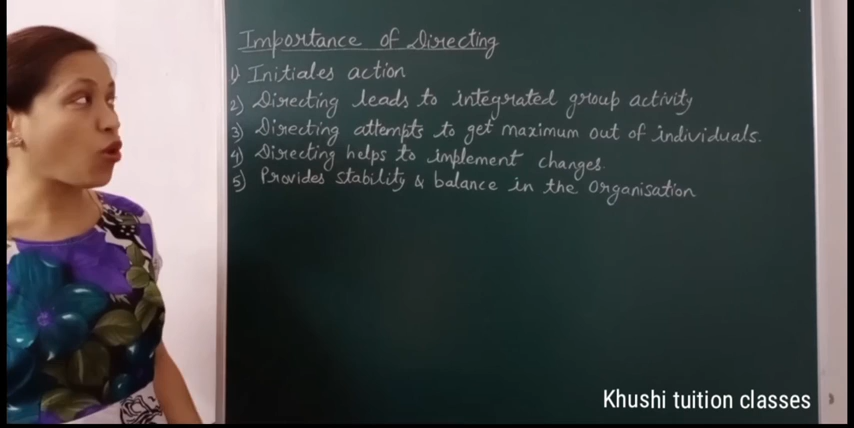 Importance of Directing
1) Initiales action
2) Directing leads to integrated group activity
3) Directing attempts to get maximum out of individuals.
4) Directing helps to implement changes.
5) Provides stability & balance in the Organisation
Khushi tuition classes